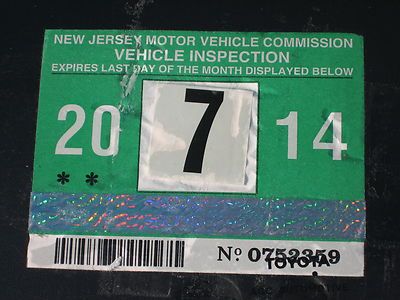 NEW JERSEY MOTOR VEHICLE COMMISSION
VEHICLE INSPECTION
EXPIRES LAST DAY OF THE MONTH DISPLAYED BELOW
20 7 14
**
Nº 0752359
TOYOTA